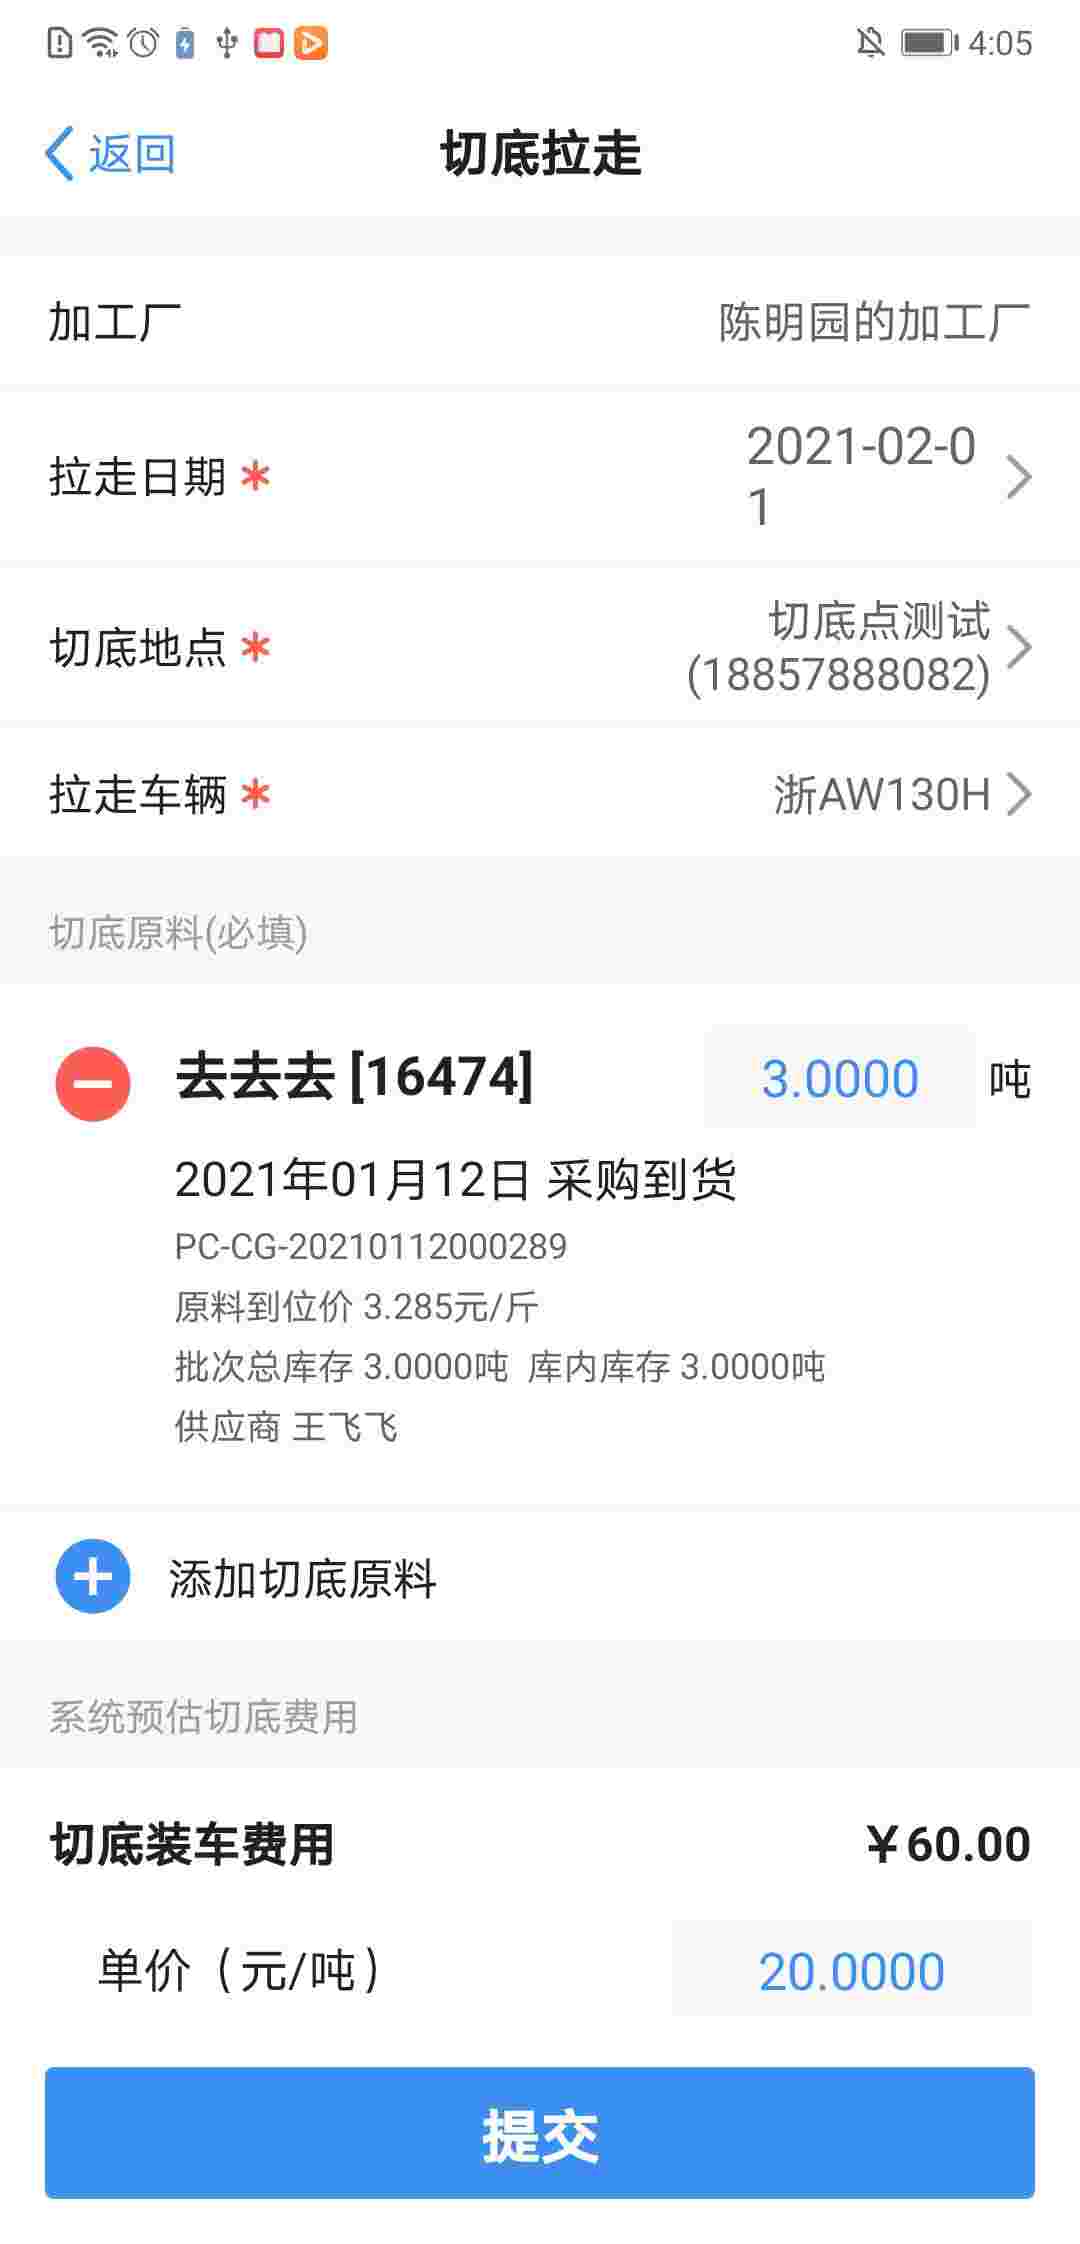 4:05
返回
切底拉走
加工厂
陈明园的加工厂
拉走日期 *
2021-02-0
1
切底地点 *
切底点测试
(18857888082)
拉走车辆 *
浙AW130H
切底原料(必填)
去去去 [16474]
3.0000
吨
2021年01月12日 采购到货
PC-CG-20210112000289
原料到位价 3.285元/斤
批次总库存 3.0000吨 库内库存 3.0000吨
供应商 王飞飞
添加切底原料
系统预估切底费用
切底装车费用
￥60.00
单价（元/吨）
20.0000
提交